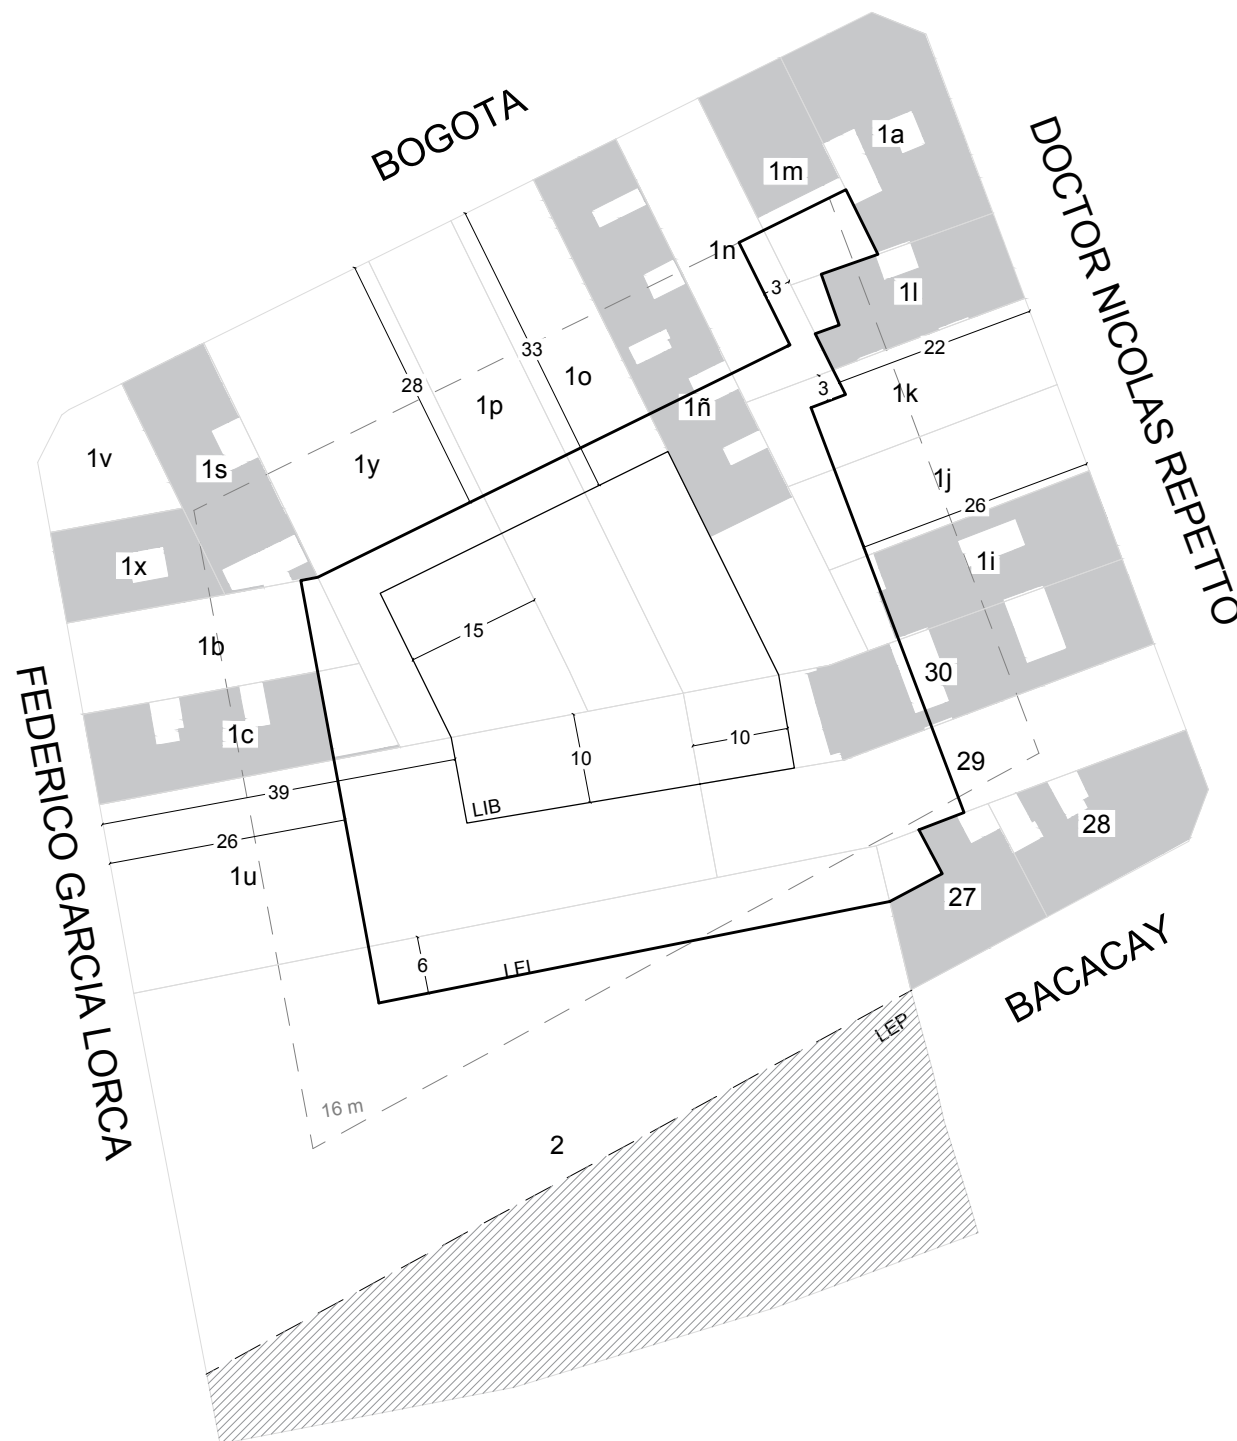 BOGOTA
DOCTOR NICOLAS REPETTO
1a
1m
1n
1l
3
22
33
1k
3
28
1o
1p
1ñ
1v
1s
1y
1j
26
1x
1i
15
1b
30
FEDERICO GARCIA LORCA
1c
10
10
29
39
LIB
28
26
1u
27
BACACAY
6
LFI
LEP
16 m
2